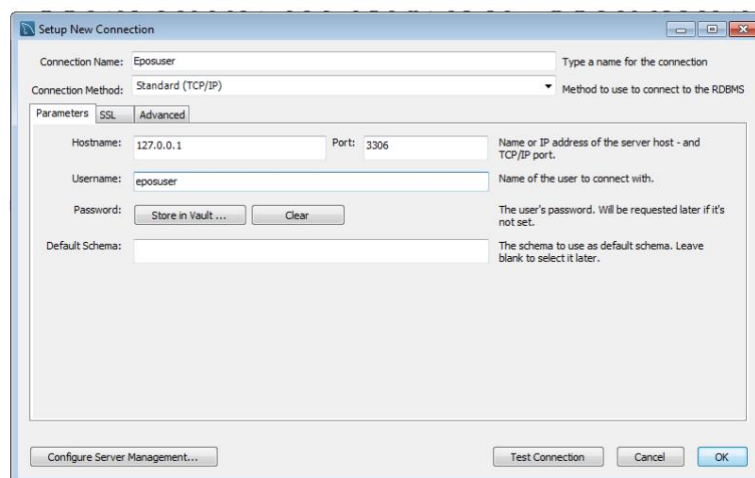 Setup New Connection
Connection Name: Eposuser Type a name for the connection
Connection Method: Standard (TCP/IP) Method to use to connect to the RDBMS
Parameters SSL Advanced
Hostname: 127.0.0.1 Port: 3306 Name or IP address of the server host - and
TCP/IP port.
Username: eposuser Name of the user to connect with.
Password: Store in Vault ... Clear The user's password. Will be requested later if it's
not set.
Default Schema: The schema to use as default schema. Leave
blank to select it later.
Configure Server Management... Test Connection Cancel OK